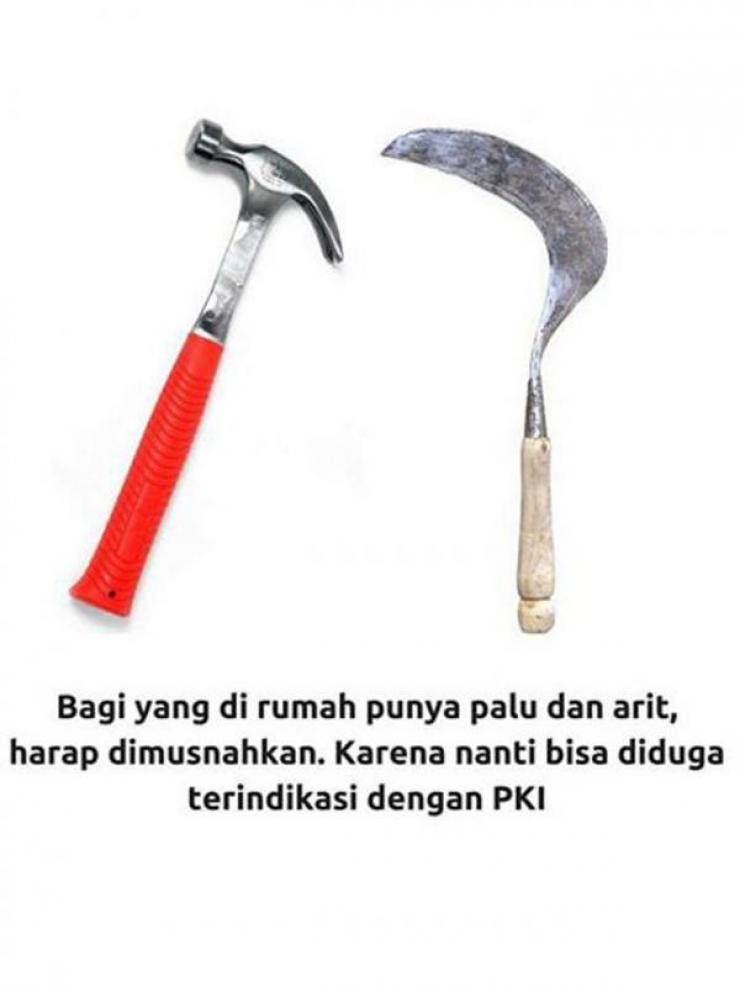 Bagi yang di rumah punya palu dan arit,
harap dimusnahkan. Karena nanti bisa diduga
terindikasi dengan PKI